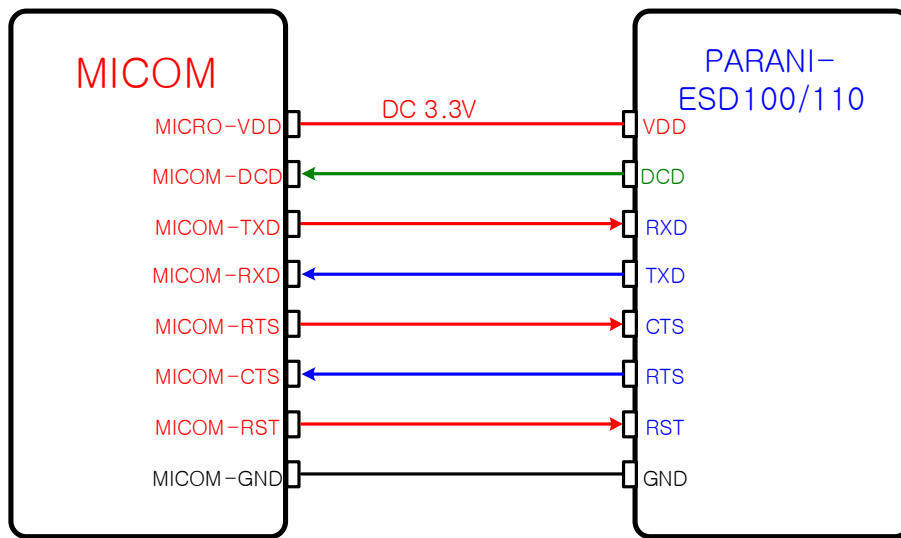 MICOM
PARANI-
ESD100/110
DC 3.3V
MICRO-VDD
VDD
MICOM-DCD
DCD
MICOM-TXD
RXD
MICOM-RXD
TXD
MICOM-RTS
CTS
MICOM-CTS
RTS
MICOM-RST
RST
MICOM-GND
GND